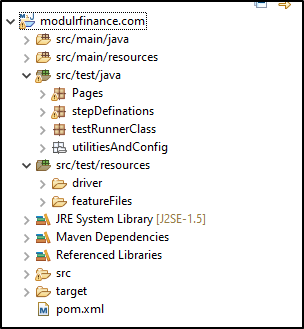 modulrfinance.com
src/main/java
src/main/resources
src/test/java
Pages
stepDefinations
testRunnerClass
utilitiesAndConfig
src/test/resources
driver
featureFiles
JRE System Library [J2SE-1.5]
Maven Dependencies
Referenced Libraries
src
target
pom.xml